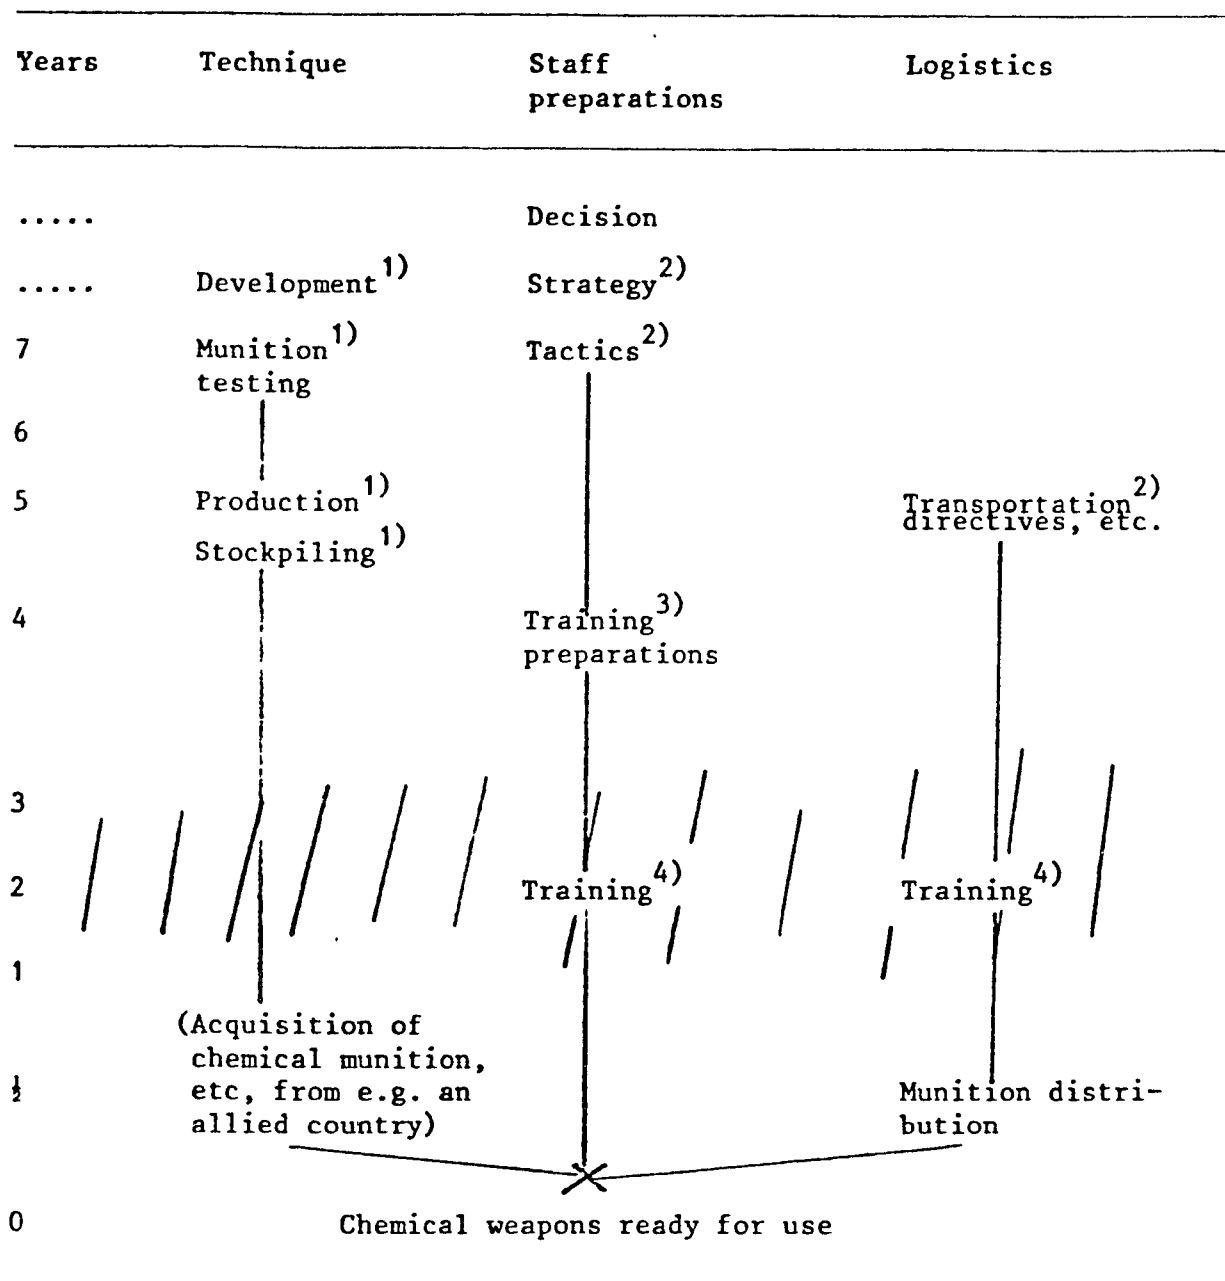 Years Technique Staff Logistics
preparations
..... Decision
..... Development1) Strategy2)
7 Munition1) Tactics2)
testing
6
5 Production1) Transportation2)
directives, etc.
Stockpiling1)
4 Training3)
preparations
3
2 Training4) Training4)
1
(Acquisition of
chemical munition,
½ etc, from e.g. an Munition distri-
allied country) bution
0 Chemical weapons ready for use